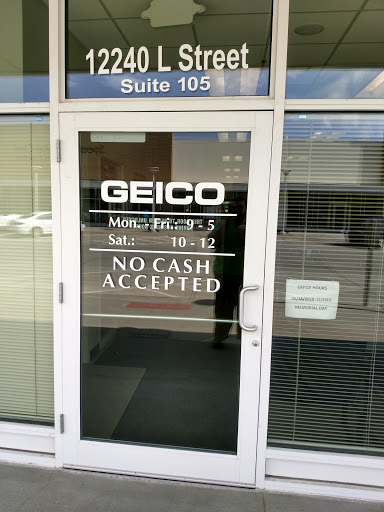 12240 L Street
Suite 105
GEICO
Mon. - Fri.: 9 - 5
Sat.: 10 - 12
NO CASH
ACCEPTED
OFFICE HOURS
CLOSED
MEMORIAL DAY